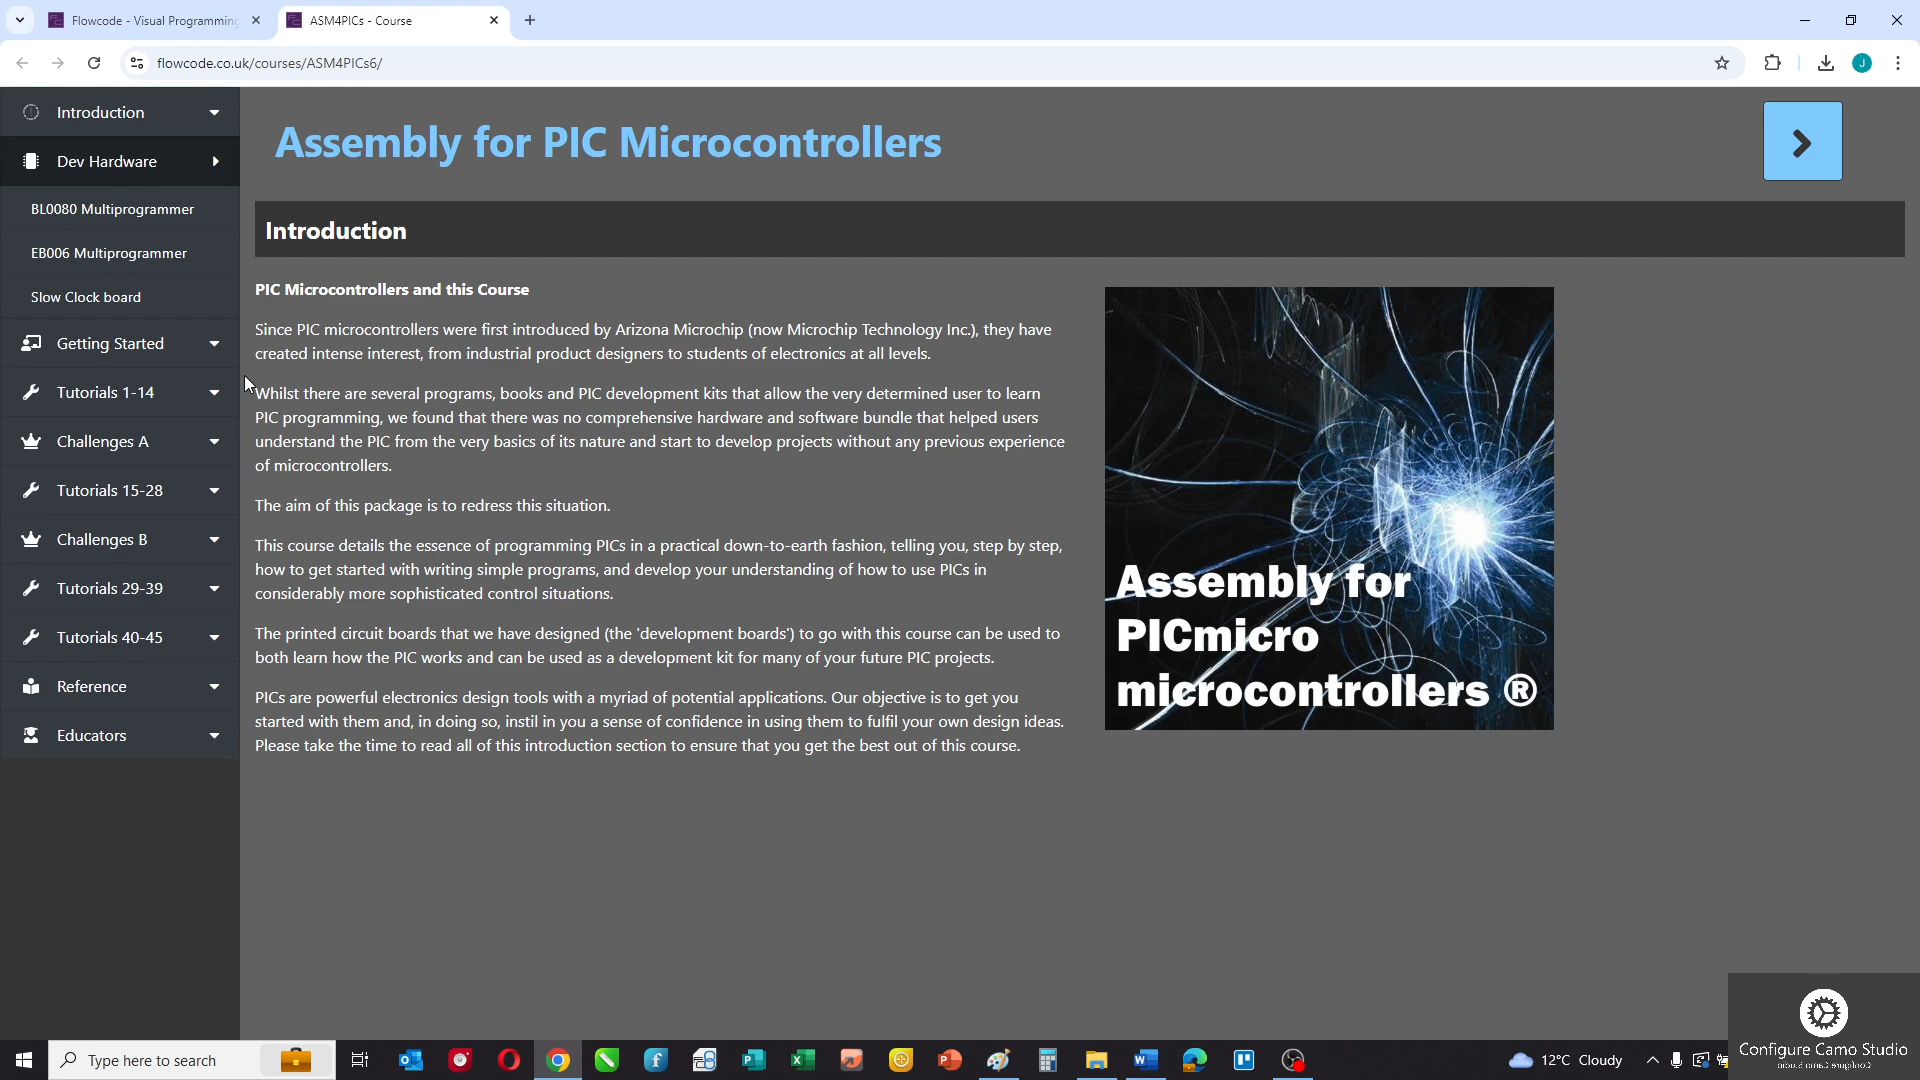 Flowcode - Visual Programming
ASM4PICs - Course
flowcode.co.uk/courses/ASM4PICs6/
J
Introduction
Dev Hardware
BL0080 Multiprogrammer
EB006 Multiprogrammer
Slow Clock board
Getting Started
Tutorials 1-14
Challenges A
Tutorials 15-28
Challenges B
Tutorials 29-39
Tutorials 40-45
Reference
Educators
Assembly for PIC Microcontrollers
Introduction
PIC Microcontrollers and this Course
Since PIC microcontrollers were first introduced by Arizona Microchip (now Microchip Technology Inc.), they have
created intense interest, from industrial product designers to students of electronics at all levels.
Whilst there are several programs, books and PIC development kits that allow the very determined user to learn
PIC programming, we found that there was no comprehensive hardware and software bundle that helped users
understand the PIC from the very basics of its nature and start to develop projects without any previous experience
of microcontrollers.
The aim of this package is to redress this situation.
This course details the essence of programming PICs in a practical down-to-earth fashion, telling you, step by step,
how to get started with writing simple programs, and develop your understanding of how to use PICs in
considerably more sophisticated control situations.
The printed circuit boards that we have designed (the 'development boards') to go with this course can be used to
both learn how the PIC works and can be used as a development kit for many of your future PIC projects.
PICs are powerful electronics design tools with a myriad of potential applications. Our objective is to get you
started with them and, in doing so, instil in you a sense of confidence in using them to fulfil your own design ideas.
Please take the time to read all of this introduction section to ensure that you get the best out of this course.
Assembly for
PICmicro
microcontrollers ®
Type here to search
12°C Cloudy
Configure Camo Studio